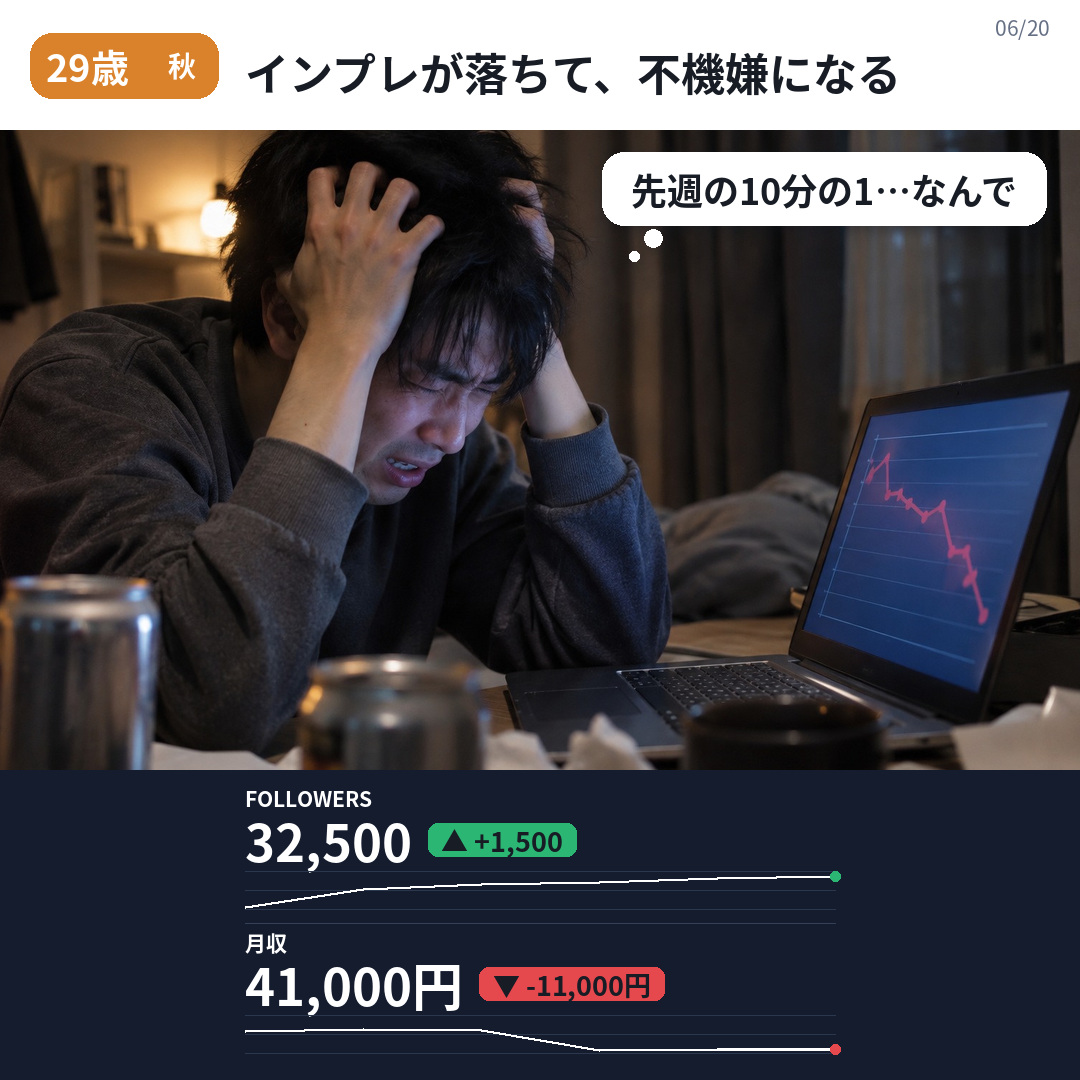 06/20
29歳 秋
インプレが落ちて、不機嫌になる
先週の10分の1…なんで
FOLLOWERS
32,500 ▲ +1,500
月収
41,000円 ▼ -11,000円